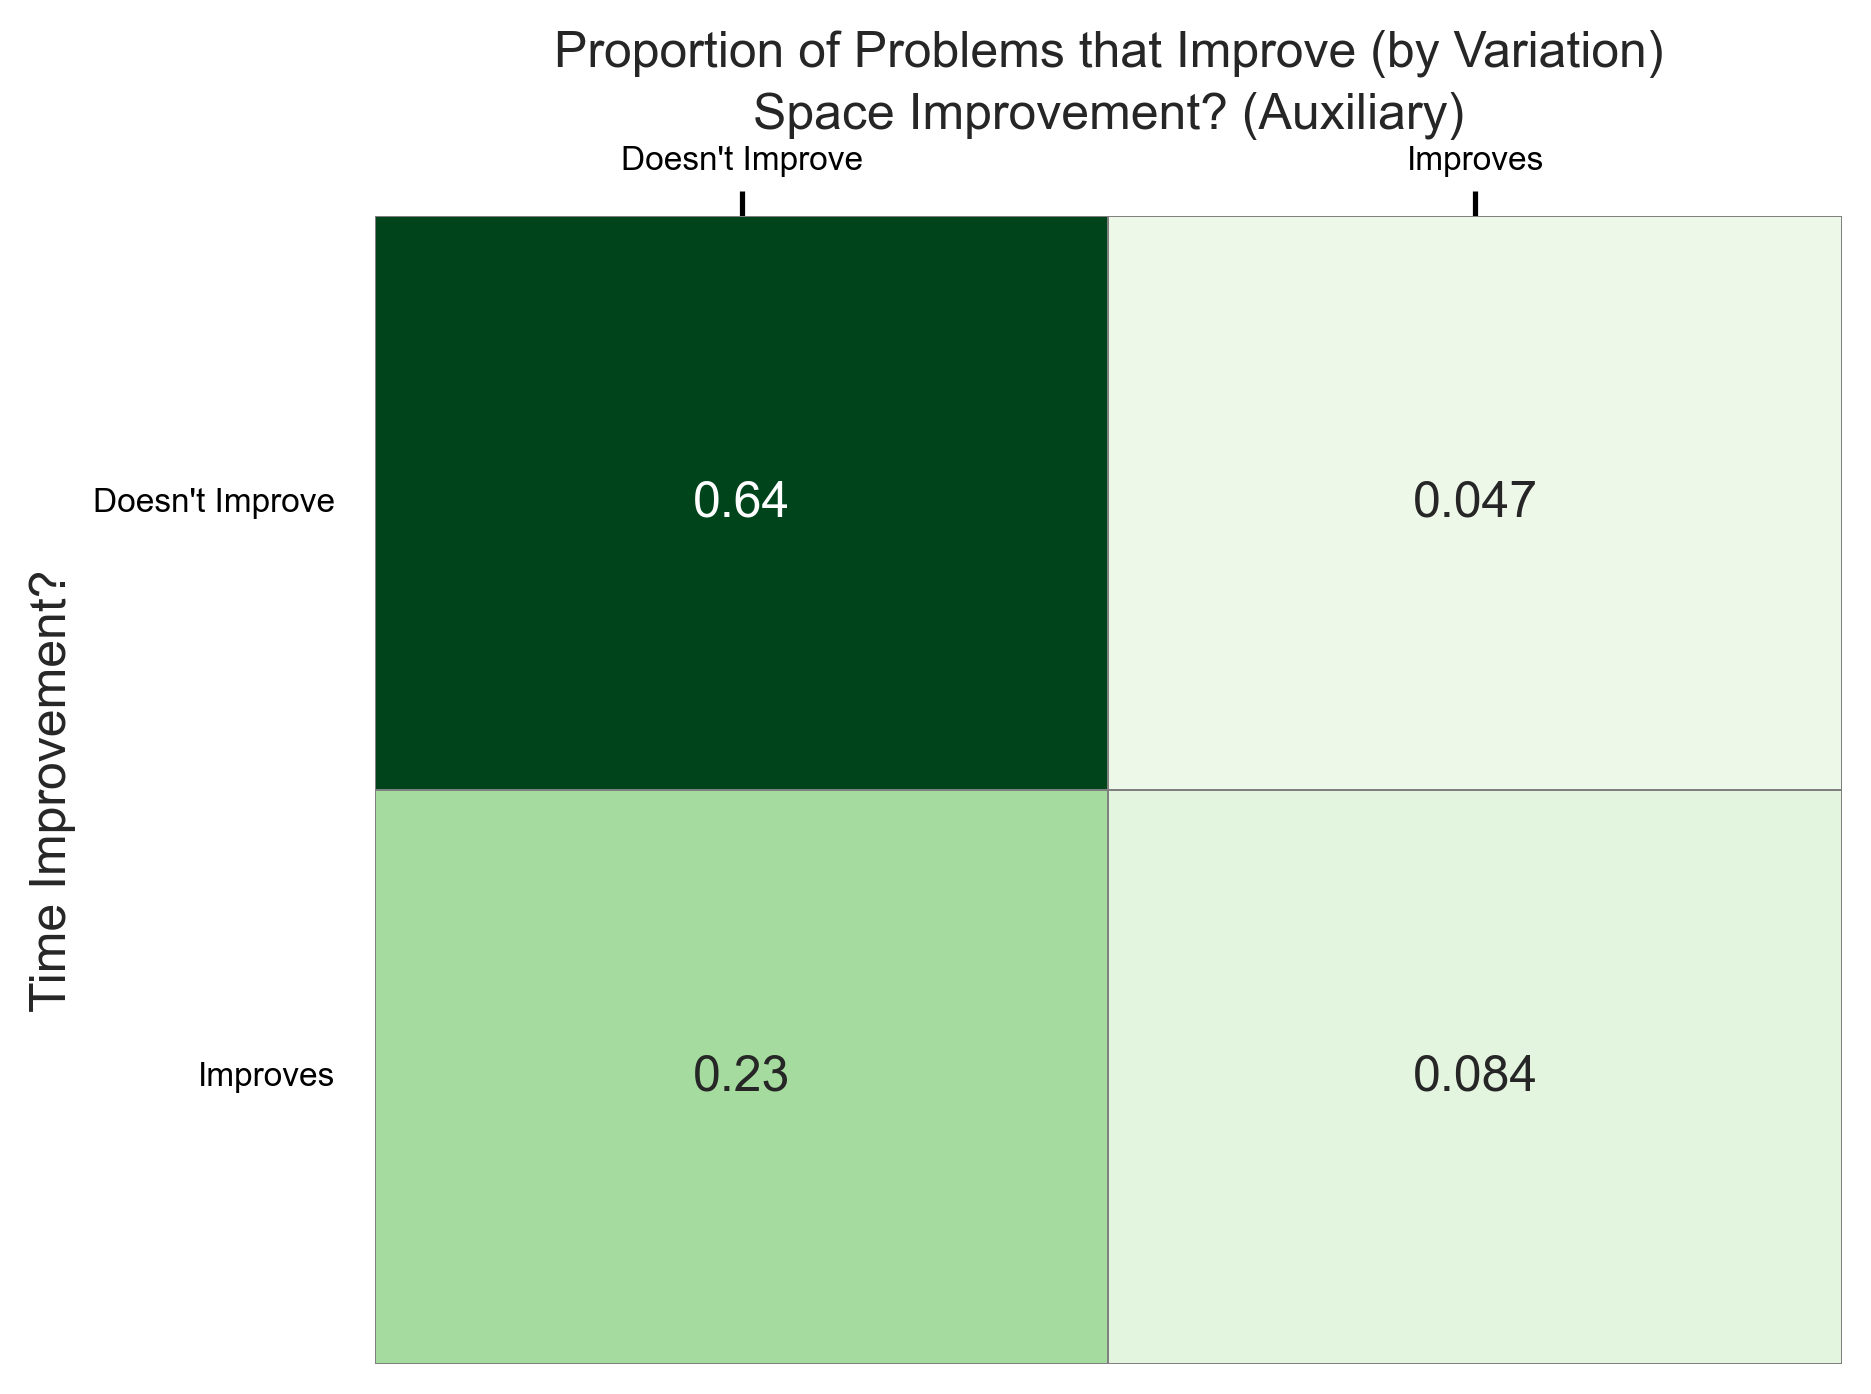 Proportion of Problems that Improve (by Variation)
Space Improvement? (Auxiliary)
Doesn't Improve
Improves
Time Improvement?
Doesn't Improve
0.64
0.047
Improves
0.23
0.084